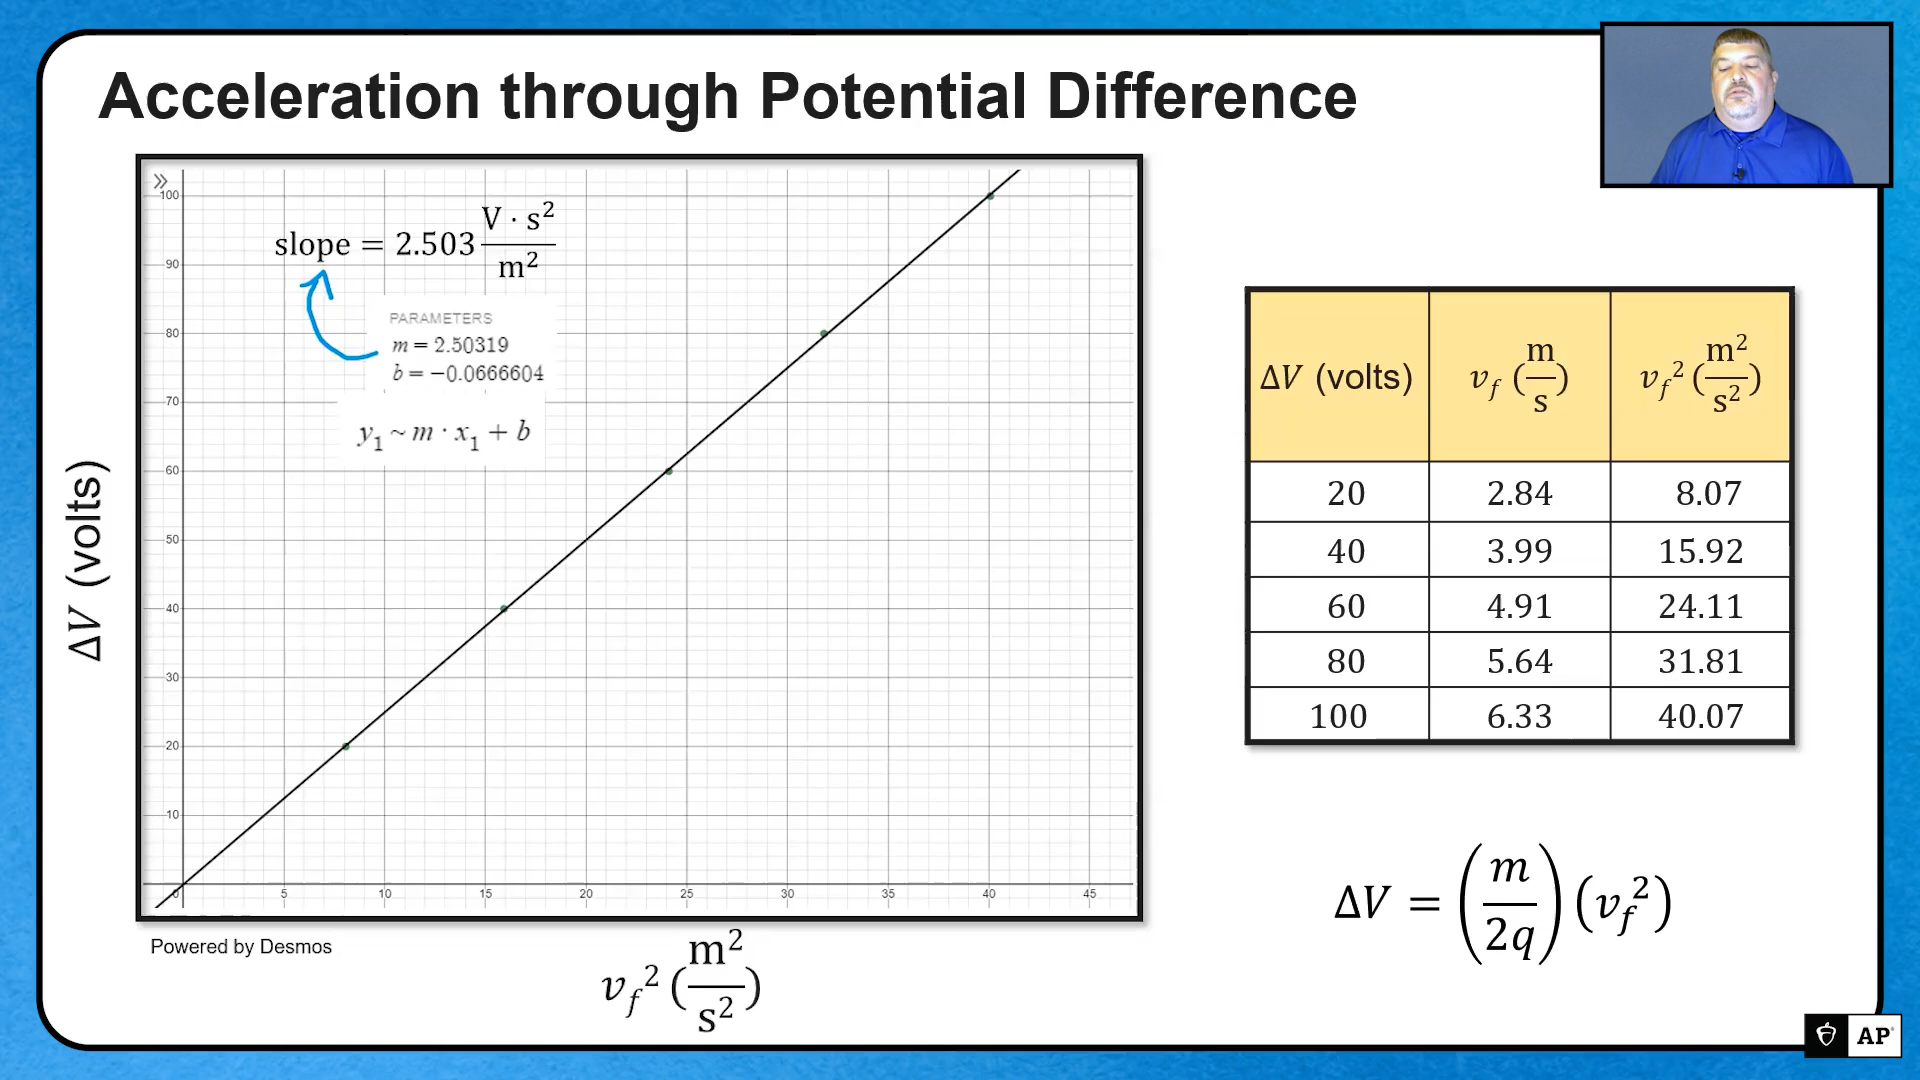 Acceleration through Potential Difference
slope = 2.503 V · s² / m²
PARAMETERS
m = 2.50319
b = −0.0666604
y₁ ~ m · x₁ + b
100
90
80
70
60
50
40
30
20
10
0 5 10 15 20 25 30 35 40 45
ΔV (volts)
v_f² (m²/s²)
Powered by Desmos
ΔV (volts) v_f (m/s) v_f² (m²/s²)
20 2.84 8.07
40 3.99 15.92
60 4.91 24.11
80 5.64 31.81
100 6.33 40.07
ΔV = (m/2q)(v_f²)
AP